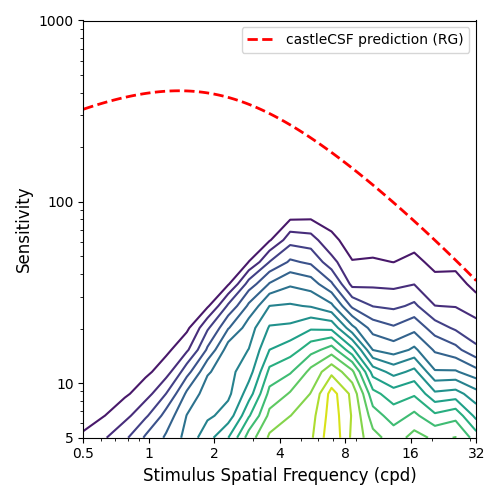 1000
castleCSF prediction (RG)
100
10
5
Sensitivity
0.5 1 2 4 8 16 32
Stimulus Spatial Frequency (cpd)